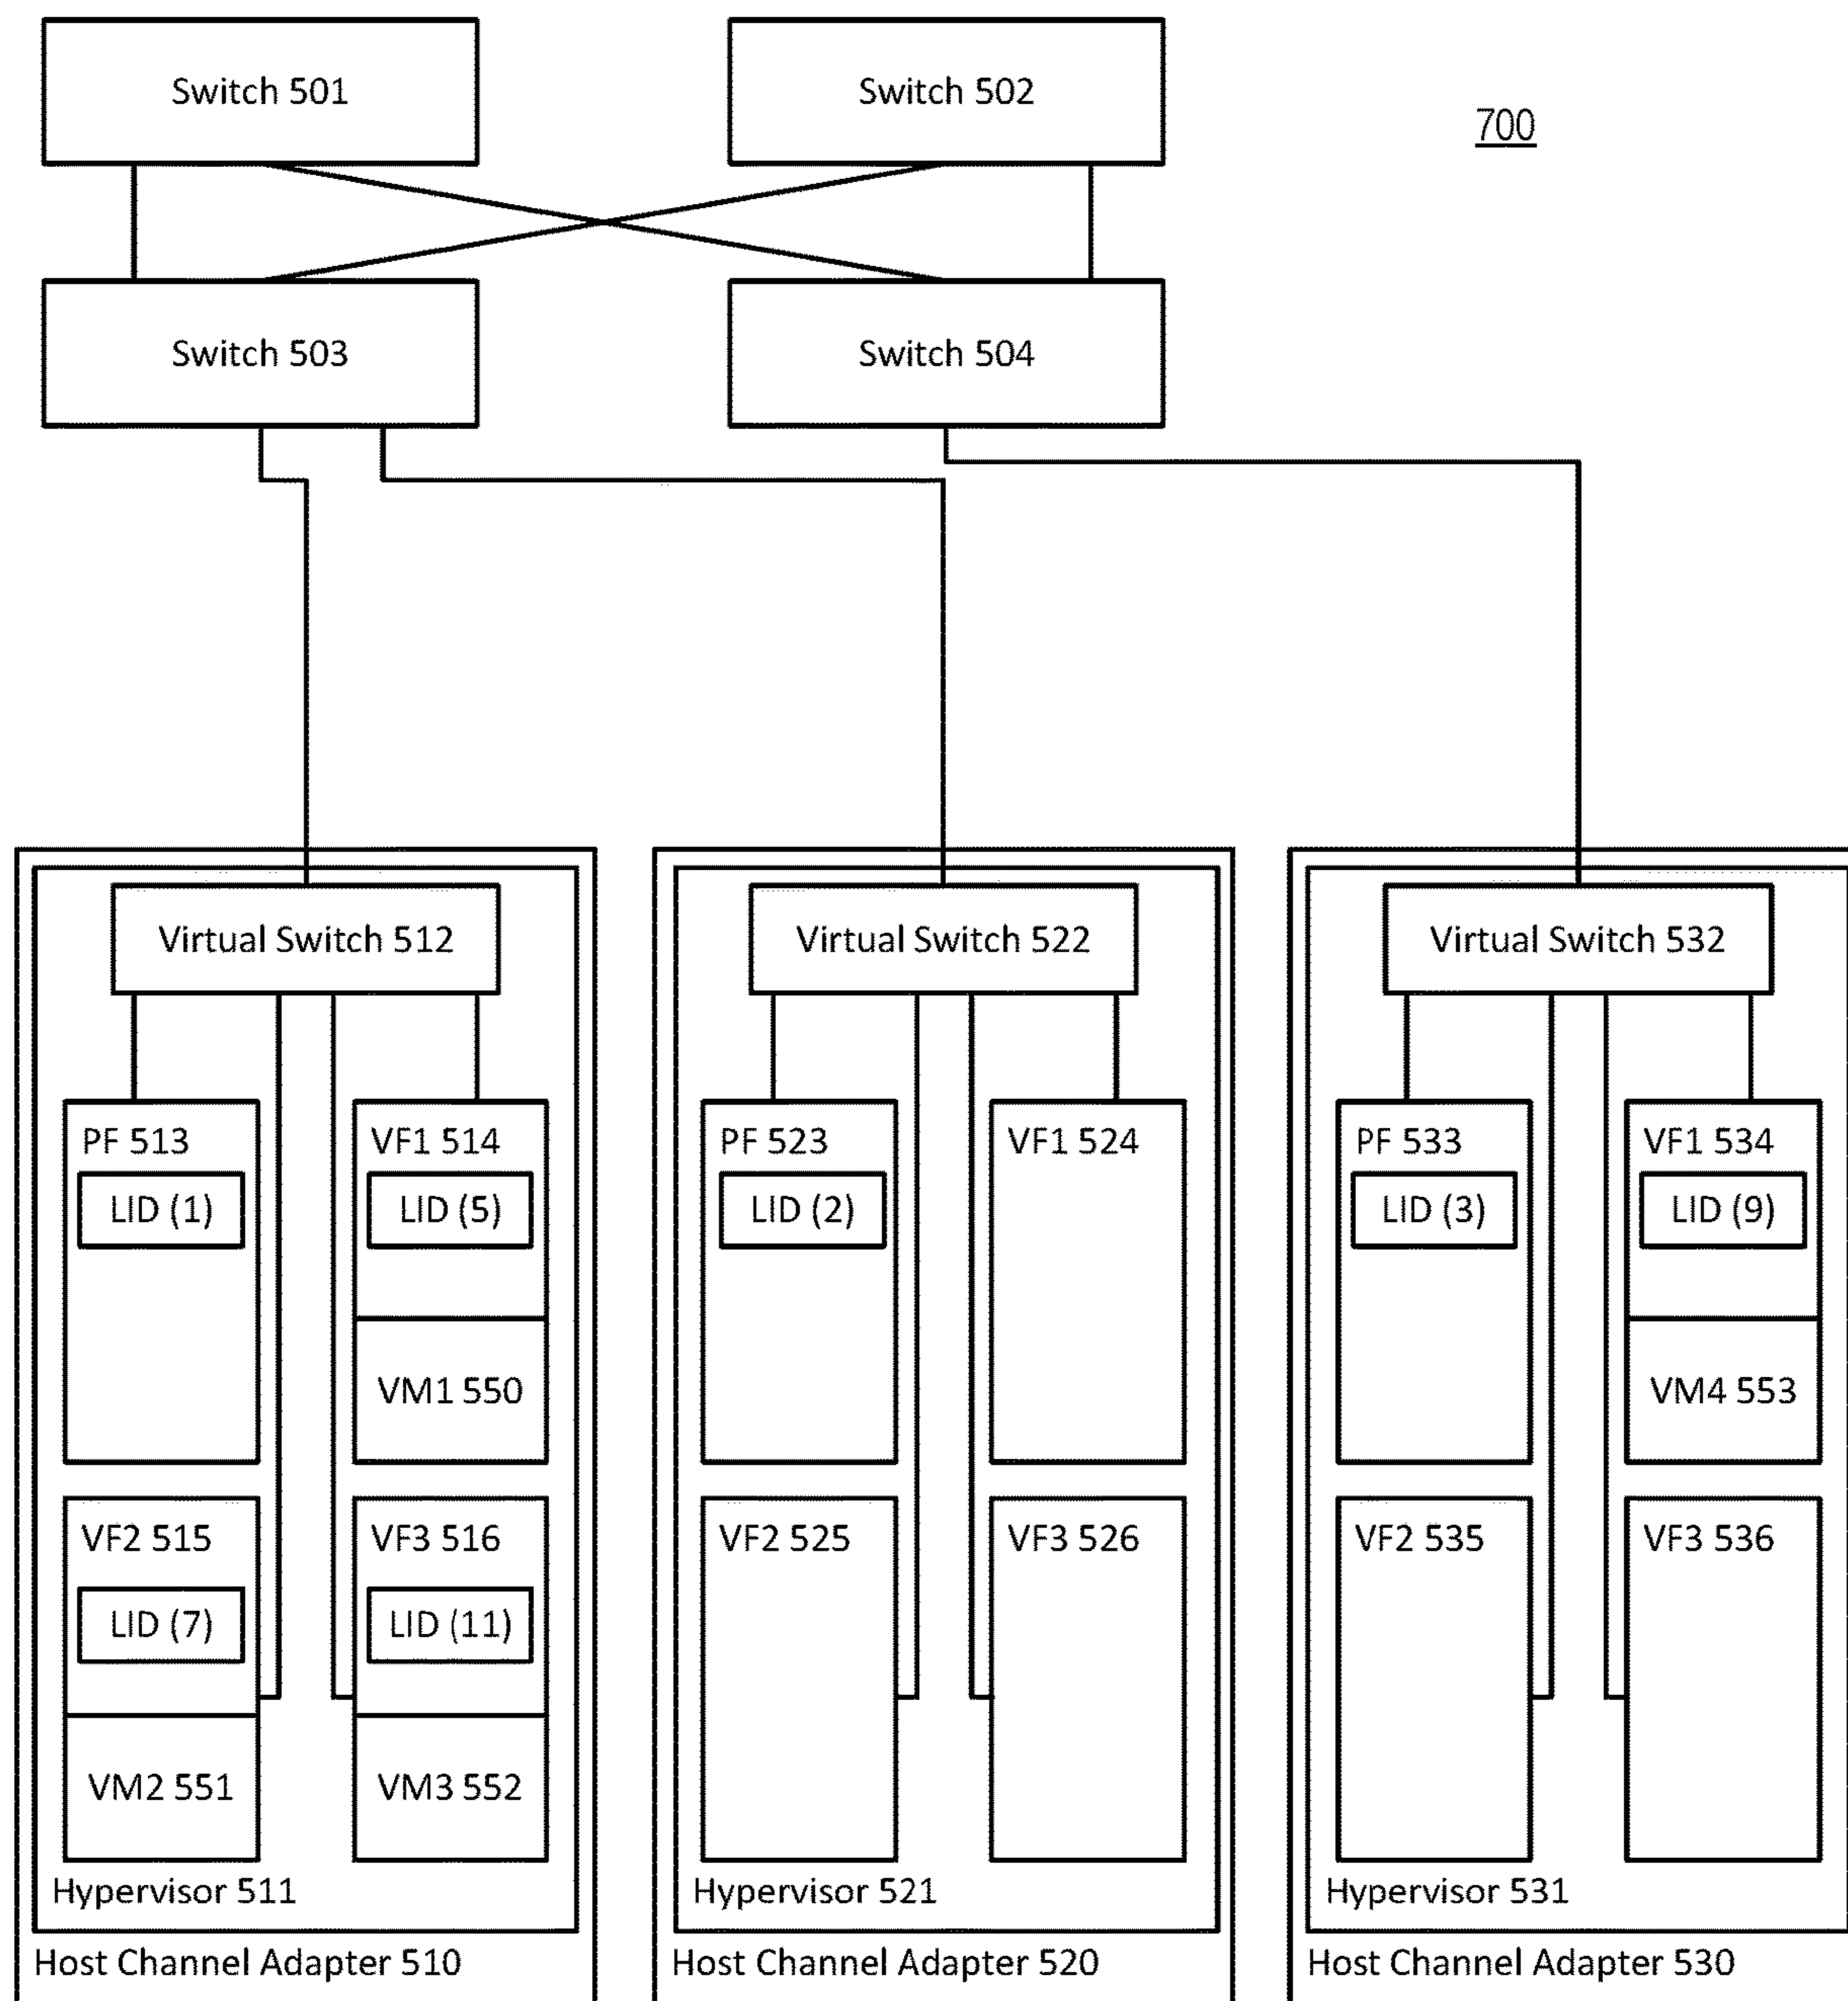 Switch 501
Switch 502
700
Switch 503
Switch 504
Virtual Switch 512
Virtual Switch 522
Virtual Switch 532
PF 513
LID (1)
VF1 514
LID (5)
VM1 550
PF 523
LID (2)
VF1 524
PF 533
LID (3)
VF1 534
LID (9)
VM4 553
VF2 515
LID (7)
VM2 551
VF3 516
LID (11)
VM3 552
VF2 525
VF3 526
VF2 535
VF3 536
Hypervisor 511
Hypervisor 521
Hypervisor 531
Host Channel Adapter 510
Host Channel Adapter 520
Host Channel Adapter 530